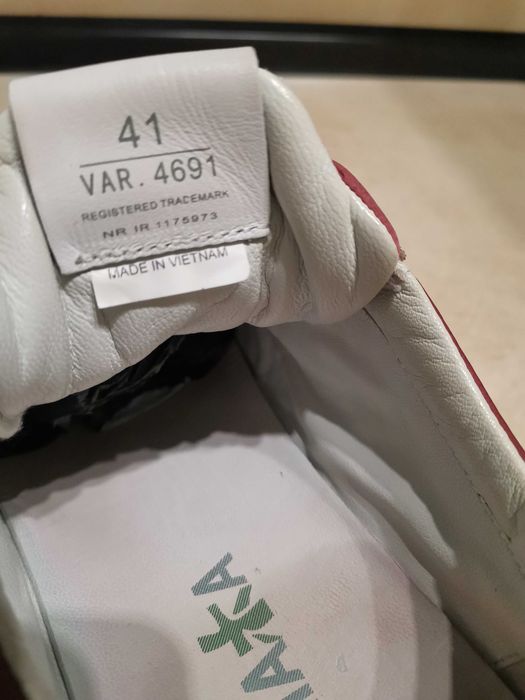 41
VAR. 4691
REGISTERED TRADEMARK
NR IR 1175973
MADE IN VIETNAM